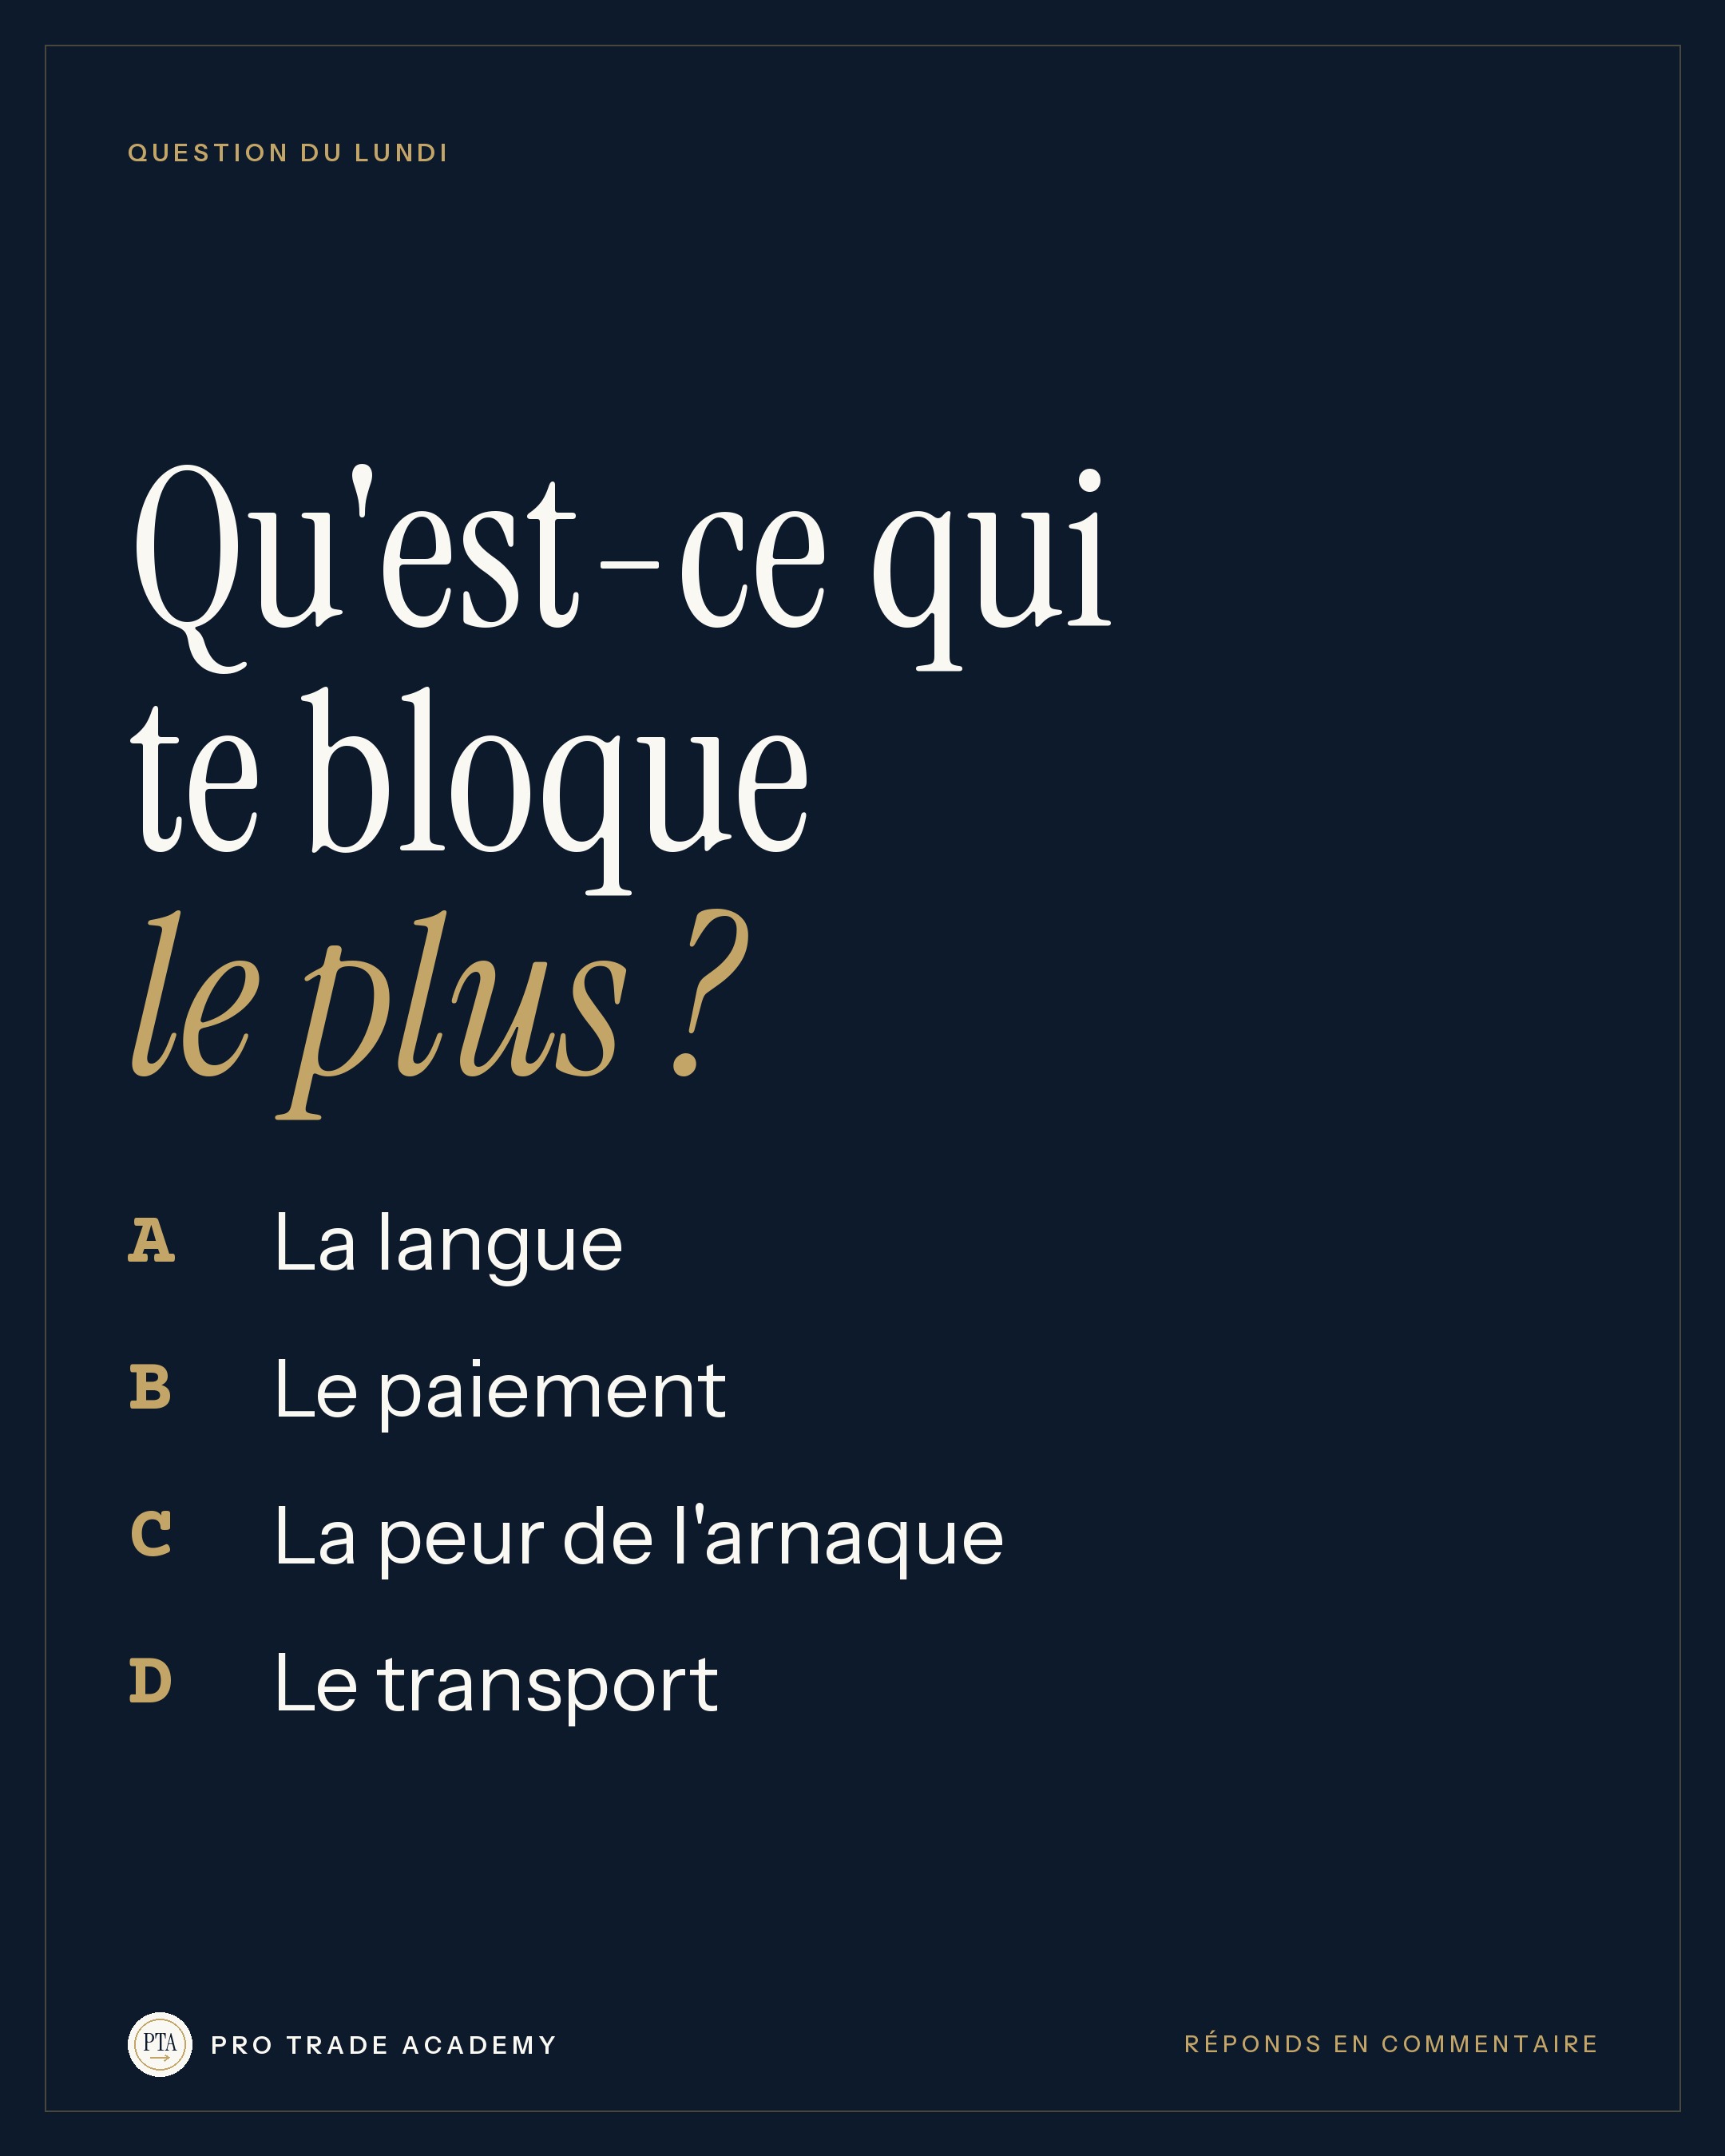 QUESTION DU LUNDI
Qu'est-ce qui
te bloque
le plus ?
A La langue
B Le paiement
C La peur de l'arnaque
D Le transport
PTA PRO TRADE ACADEMY
RÉPONDS EN COMMENTAIRE